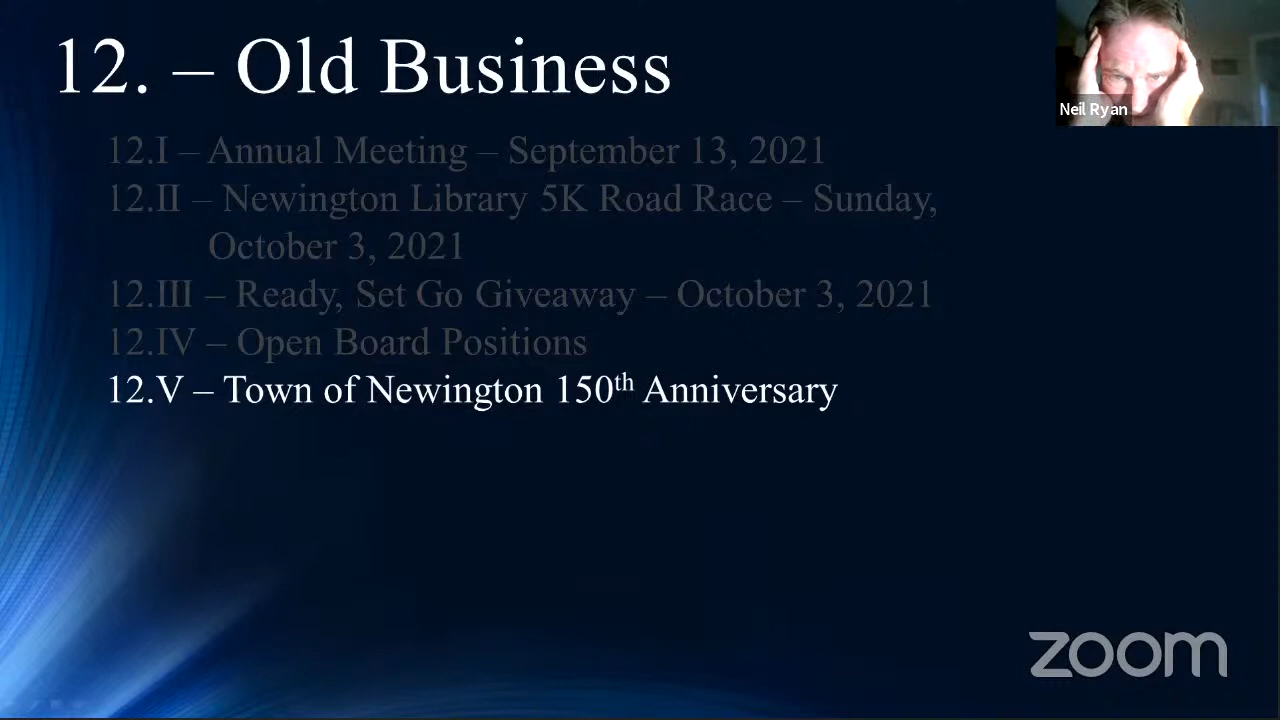 12. – Old Business
Neil Ryan
12.I – Annual Meeting – September 13, 2021
12.II – Newington Library 5K Road Race – Sunday,
October 3, 2021
12.III – Ready, Set Go Giveaway – October 3, 2021
12.IV – Open Board Positions
12.V – Town of Newington 150th Anniversary
zoom